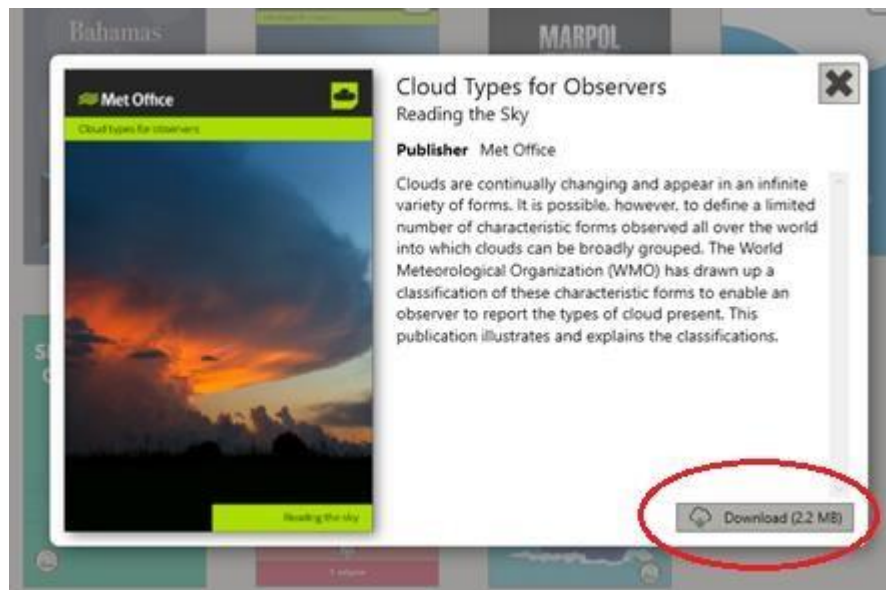 Bahamas
MARPOL
Met Office
Cloud types for observers
Reading the sky
Cloud Types for Observers
Reading the Sky
Publisher Met Office
Clouds are continually changing and appear in an infinite
variety of forms. It is possible, however, to define a limited
number of characteristic forms observed all over the world
into which clouds can be broadly grouped. The World
Meteorological Organization (WMO) has drawn up a
classification of these characteristic forms to enable an
observer to report the types of cloud present. This
publication illustrates and explains the classifications.
Download (2.2 MB)